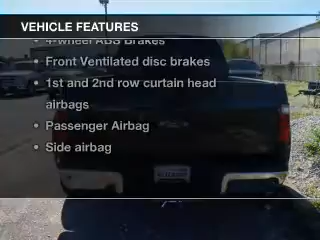 VEHICLE FEATURES
4-wheel ABS Brakes
Front Ventilated disc brakes
1st and 2nd row curtain head
airbags
Passenger Airbag
Side airbag